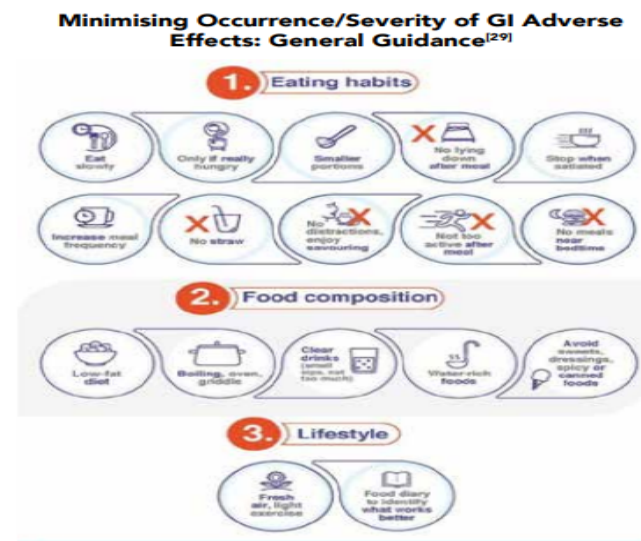 Minimising Occurrence/Severity of GI Adverse
Effects: General Guidance[29]
1. Eating habits
Eat
slowly
Only if really
hungry
Smaller
portions
No lying
down
after meal
Stop when
satiated
Increase meal
frequency
No straw
No
distractions,
enjoy
savouring
Not too
active after
meal
No meals
near
bedtime
2. Food composition
Low-fat
diet
Boiling, oven,
griddle
Clear
drinks
(small
sips, not
too much)
Water-rich
foods
Avoid
sweets,
dressings,
spicy or
canned
foods
3. Lifestyle
Fresh
air, light
exercise
Food diary
to identify
what works
better